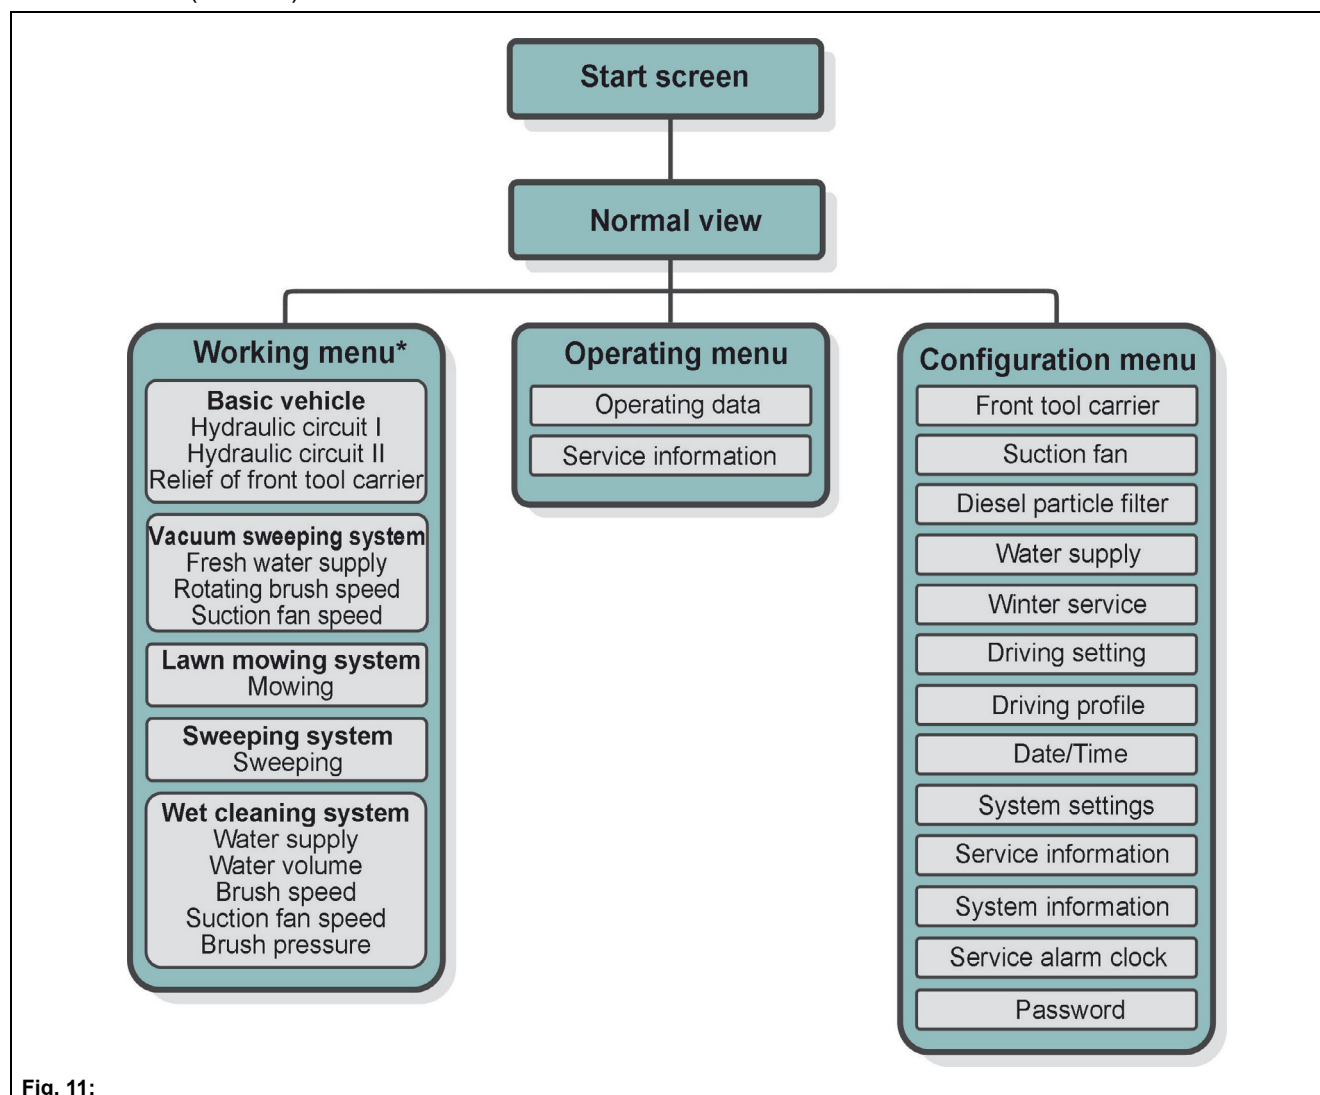 Start screen
Normal view
Working menu*
Basic vehicle
Hydraulic circuit I
Hydraulic circuit II
Relief of front tool carrier
Vacuum sweeping system
Fresh water supply
Rotating brush speed
Suction fan speed
Lawn mowing system
Mowing
Sweeping system
Sweeping
Wet cleaning system
Water supply
Water volume
Brush speed
Suction fan speed
Brush pressure
Operating menu
Operating data
Service information
Configuration menu
Front tool carrier
Suction fan
Diesel particle filter
Water supply
Winter service
Driving setting
Driving profile
Date/Time
System settings
Service information
System information
Service alarm clock
Password
Fig. 11: